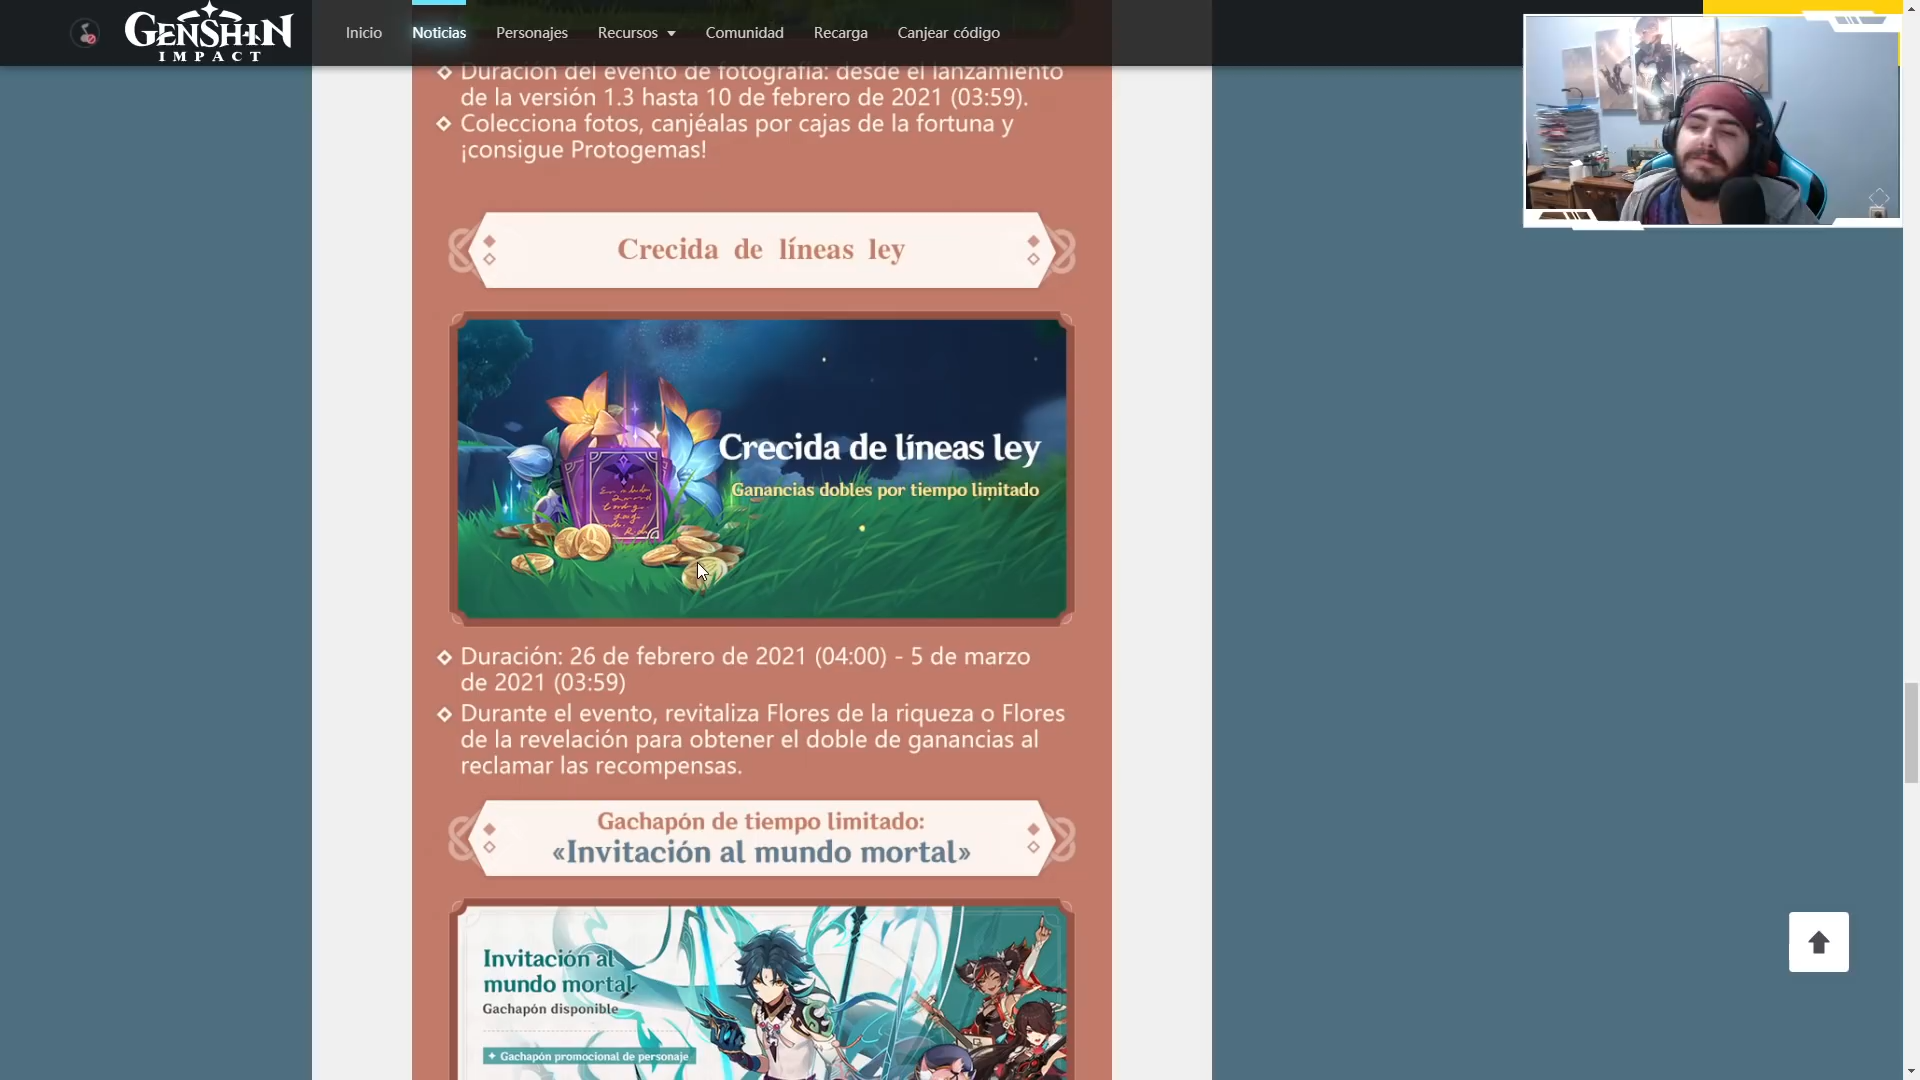 GENSHIN
IMPACT
Inicio
Noticias
Personajes
Recursos
Comunidad
Recarga
Canjear código
Duración del evento de fotografía: desde el lanzamiento
de la versión 1.3 hasta 10 de febrero de 2021 (03:59).
Colecciona fotos, canjéalas por cajas de la fortuna y
¡consigue Protogemas!
Crecida de líneas ley
Crecida de líneas ley
Ganancias dobles por tiempo limitado
Duración: 26 de febrero de 2021 (04:00) - 5 de marzo
de 2021 (03:59)
Durante el evento, revitaliza Flores de la riqueza o Flores
de la revelación para obtener el doble de ganancias al
reclamar las recompensas.
Gachapón de tiempo limitado:
«Invitación al mundo mortal»
Invitación al
mundo mortal
Gachapón disponible
Gachapón promocional de personaje